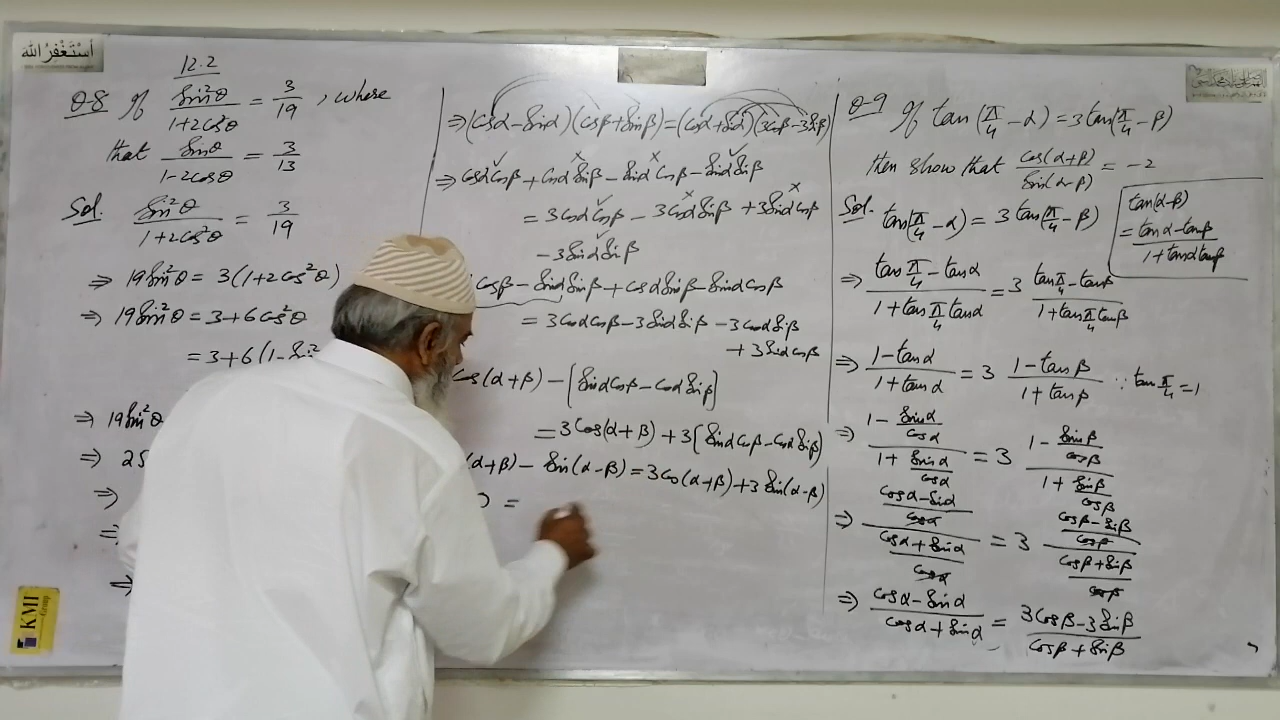 أَسْتَغْفِرُ الله
12.2
Q.8 If sin²θ/(1+2cos²θ) = 3/19, where
that sinθ/(1-2cosθ) = 3/13
Sol. sin²θ/(1+2cos²θ) = 3/19
⇒ 19sin²θ = 3(1+2cos²θ)
⇒ 19sin²θ = 3+6cos²θ
= 3+6(1-sin²
⇒ 19sin²
⇒ 25
⇒
⇒
⇒
KMI
Group
⇒(cosα-sinα)(cosβ+sinβ)=(cosα+sinα)(3cosβ-3sinβ)
⇒ cosαcosβ + cosαsinβ - sinαcosβ - sinαsinβ
= 3cosαcosβ - 3cosαsinβ + 3sinαcosβ
- 3sinαsinβ
cosβ - sinαsinβ + cosαsinβ - sinαcosβ
= 3cosαcosβ - 3sinαsinβ - 3cosαsinβ
+ 3sinαcosβ
cos(α+β) - [sinαcosβ - cosαsinβ]
= 3cos(α+β) + 3[sinαcosβ - cosαsinβ]
(α+β) - sin(α-β) = 3cos(α+β) + 3sin(α-β)
=
Q-9 If tan(π/4 - α) = 3tan(π/4 - β)
then show that cos(α+β)/sin(α-β) = -2
Sol. tan(π/4 - α) = 3tan(π/4 - β)
tan(α-β)
= (tanα - tanβ)/(1+tanαtanβ)
⇒ (tanπ/4 - tanα)/(1+tanπ/4 tanα) = 3 (tanπ/4 - tanβ)/(1+tanπ/4 tanβ)
⇒ (1-tanα)/(1+tanα) = 3 (1-tanβ)/(1+tanβ) ∵ tanπ/4 = 1
⇒ (1 - sinα/cosα)/(1 + sinα/cosα) = 3 (1 - sinβ/cosβ)/(1 + sinβ/cosβ)
⇒ ((cosα-sinα)/cosα)/((cosα+sinα)/cosα) = 3 ((cosβ-sinβ)/cosβ)/((cosβ+sinβ)/cosβ)
⇒ (cosα-sinα)/(cosα+sinα) = (3cosβ-3sinβ)/(cosβ+sinβ)